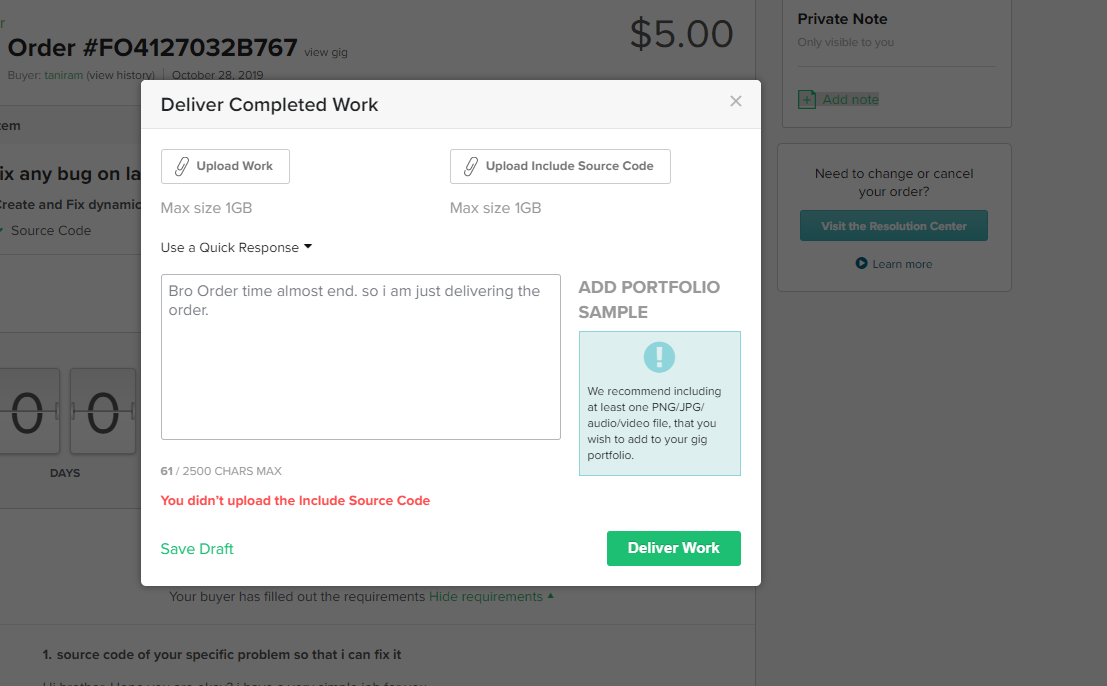 r
Order #FO4127032B767 view gig
$5.00
Buyer: taniram (view history) | October 28, 2019
Private Note
Only visible to you
Add note
Deliver Completed Work
em
Upload Work
Upload Include Source Code
Max size 1GB
Max size 1GB
ix any bug on la
reate and Fix dynamic
Source Code
Need to change or cancel
your order?
Visit the Resolution Center
Learn more
Use a Quick Response
Bro Order time almost end. so i am just delivering the
order.
ADD PORTFOLIO
SAMPLE
We recommend including
at least one PNG/JPG/
audio/video file, that you
wish to add to your gig
portfolio.
0 0
DAYS
61 / 2500 CHARS MAX
You didn't upload the Include Source Code
Save Draft
Deliver Work
Your buyer has filled out the requirements Hide requirements
1. source code of your specific problem so that i can fix it